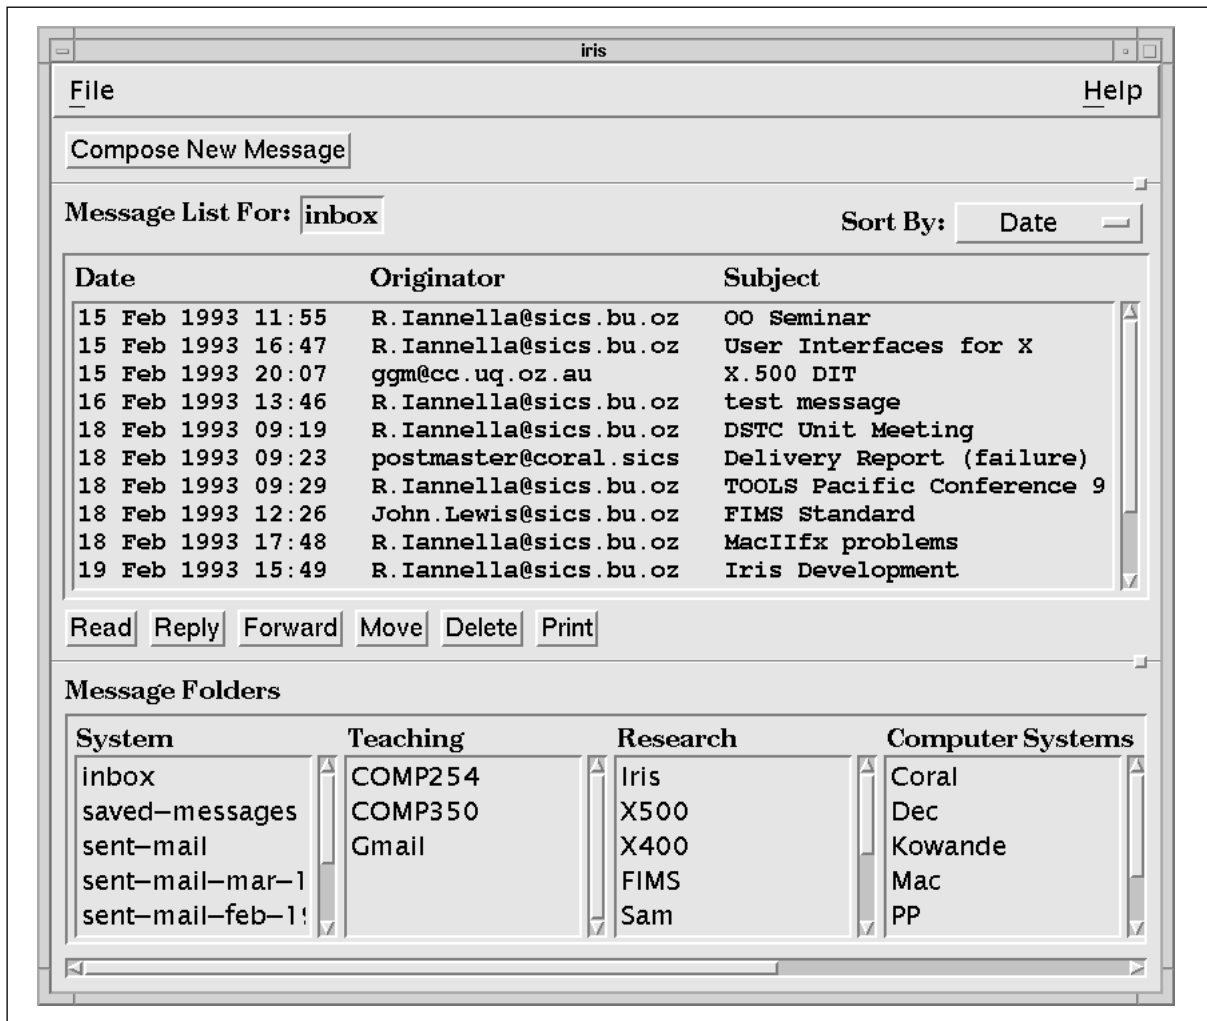 iris
File Help
Compose New Message
Message List For: inbox Sort By: Date
Date Originator Subject
15 Feb 1993 11:55 R.Iannella@sics.bu.oz OO Seminar
15 Feb 1993 16:47 R.Iannella@sics.bu.oz User Interfaces for X
15 Feb 1993 20:07 ggm@cc.uq.oz.au X.500 DIT
16 Feb 1993 13:46 R.Iannella@sics.bu.oz test message
18 Feb 1993 09:19 R.Iannella@sics.bu.oz DSTC Unit Meeting
18 Feb 1993 09:23 postmaster@coral.sics Delivery Report (failure)
18 Feb 1993 09:29 R.Iannella@sics.bu.oz TOOLS Pacific Conference 9
18 Feb 1993 12:26 John.Lewis@sics.bu.oz FIMS Standard
18 Feb 1993 17:48 R.Iannella@sics.bu.oz MacIIfx problems
19 Feb 1993 15:49 R.Iannella@sics.bu.oz Iris Development
Read Reply Forward Move Delete Print
Message Folders
System Teaching Research Computer Systems
inbox COMP254 Iris Coral
saved-messages COMP350 X500 Dec
sent-mail Gmail X400 Kowande
sent-mail-mar-1 FIMS Mac
sent-mail-feb-19 Sam PP